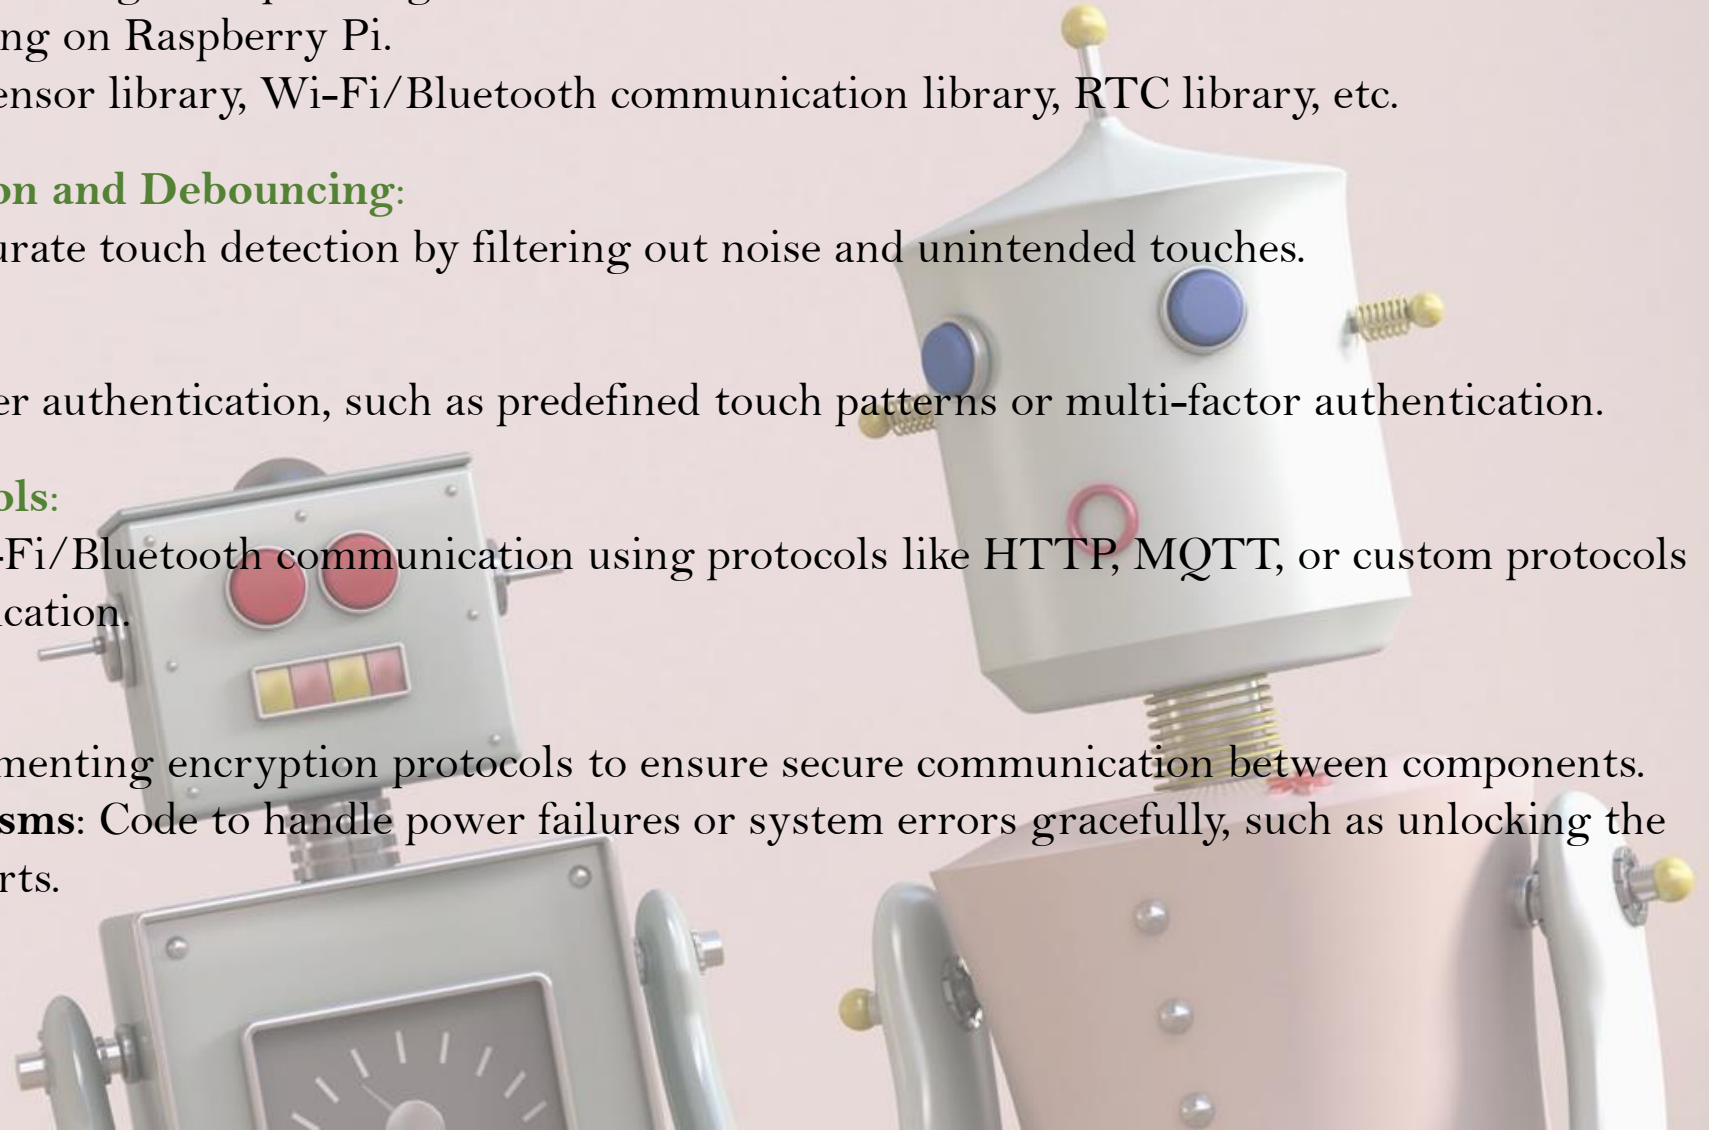 ng on Raspberry Pi.
ensor library, Wi-Fi/Bluetooth communication library, RTC library, etc.
on and Debouncing:
urate touch detection by filtering out noise and unintended touches.
er authentication, such as predefined touch patterns or multi-factor authentication.
ols:
-Fi/Bluetooth communication using protocols like HTTP, MQTT, or custom protocols
ication.
menting encryption protocols to ensure secure communication between components.
sms: Code to handle power failures or system errors gracefully, such as unlocking the
rts.